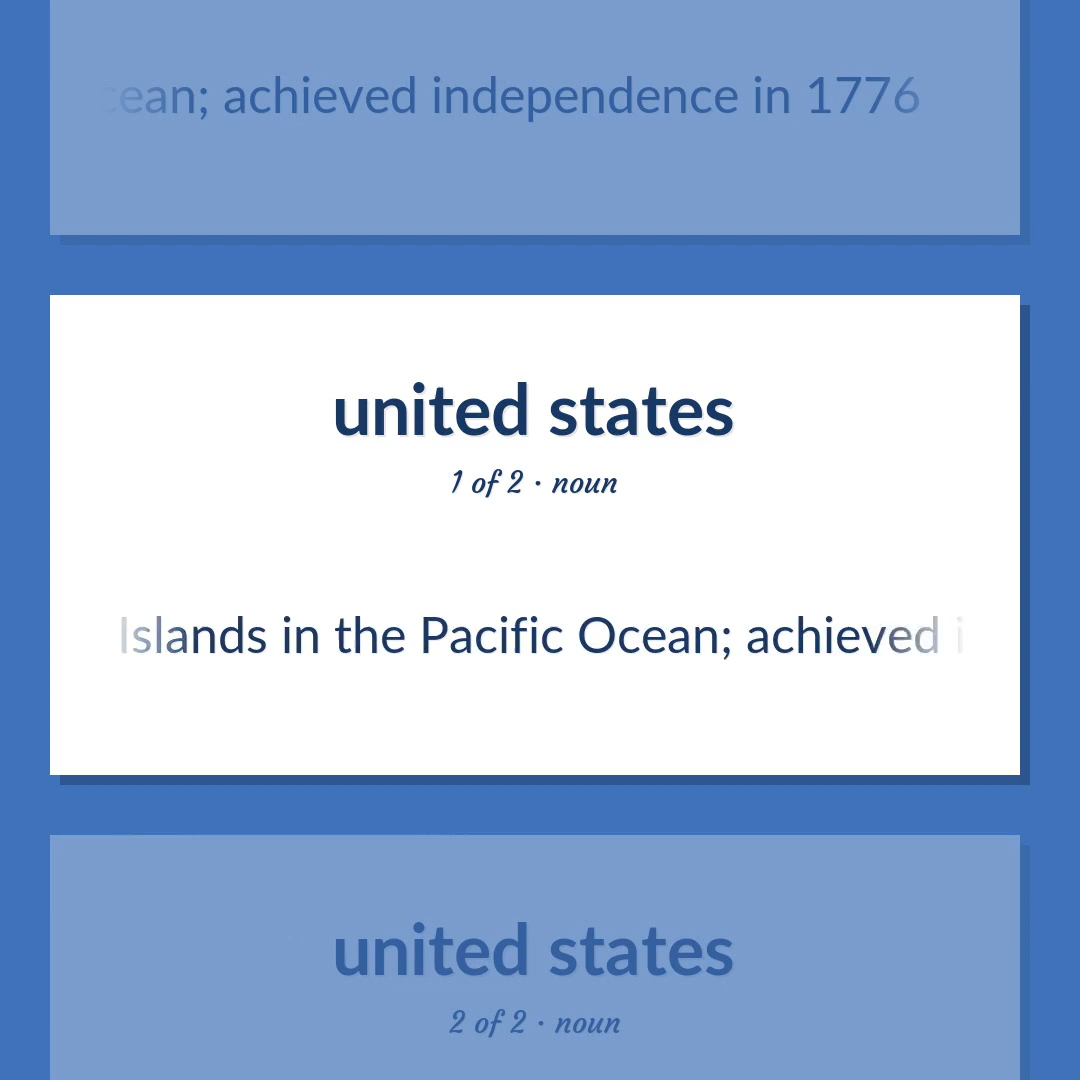 ean; achieved independence in 1776
united states
1 of 2 · noun
Islands in the Pacific Ocean; achieved i
united states
2 of 2 · noun